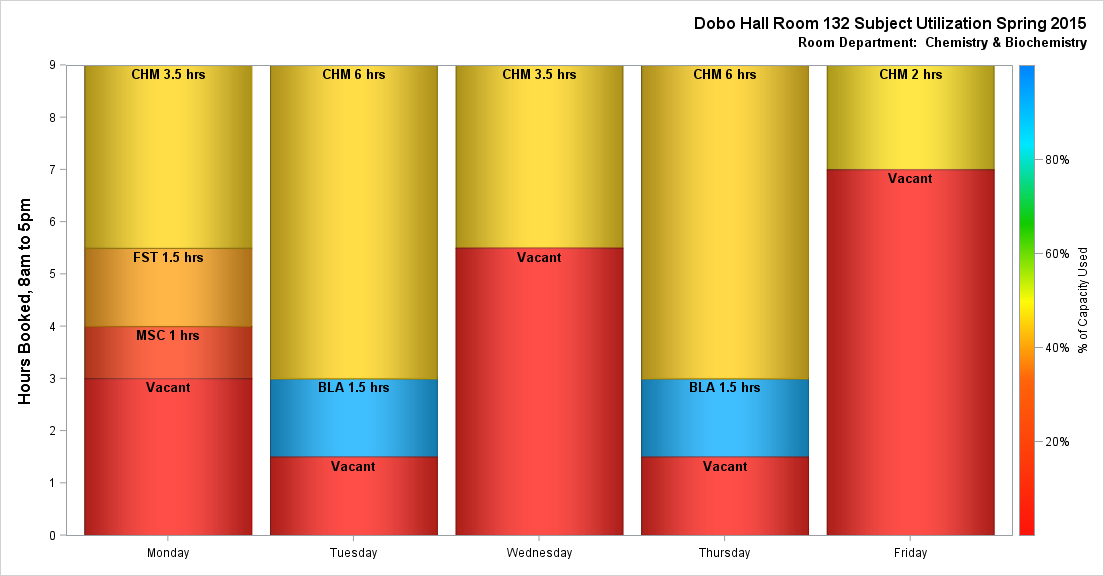 Dobo Hall Room 132 Subject Utilization Spring 2015
Room Department:  Chemistry & Biochemistry
Hours Booked, 8am to 5pm
9
8
7
6
5
4
3
2
1
0
CHM 3.5 hrs
FST 1.5 hrs
MSC 1 hrs
Vacant
CHM 6 hrs
BLA 1.5 hrs
Vacant
CHM 3.5 hrs
Vacant
CHM 6 hrs
BLA 1.5 hrs
Vacant
CHM 2 hrs
Vacant
Monday
Tuesday
Wednesday
Thursday
Friday
80%
60%
40%
20%
% of Capacity Used